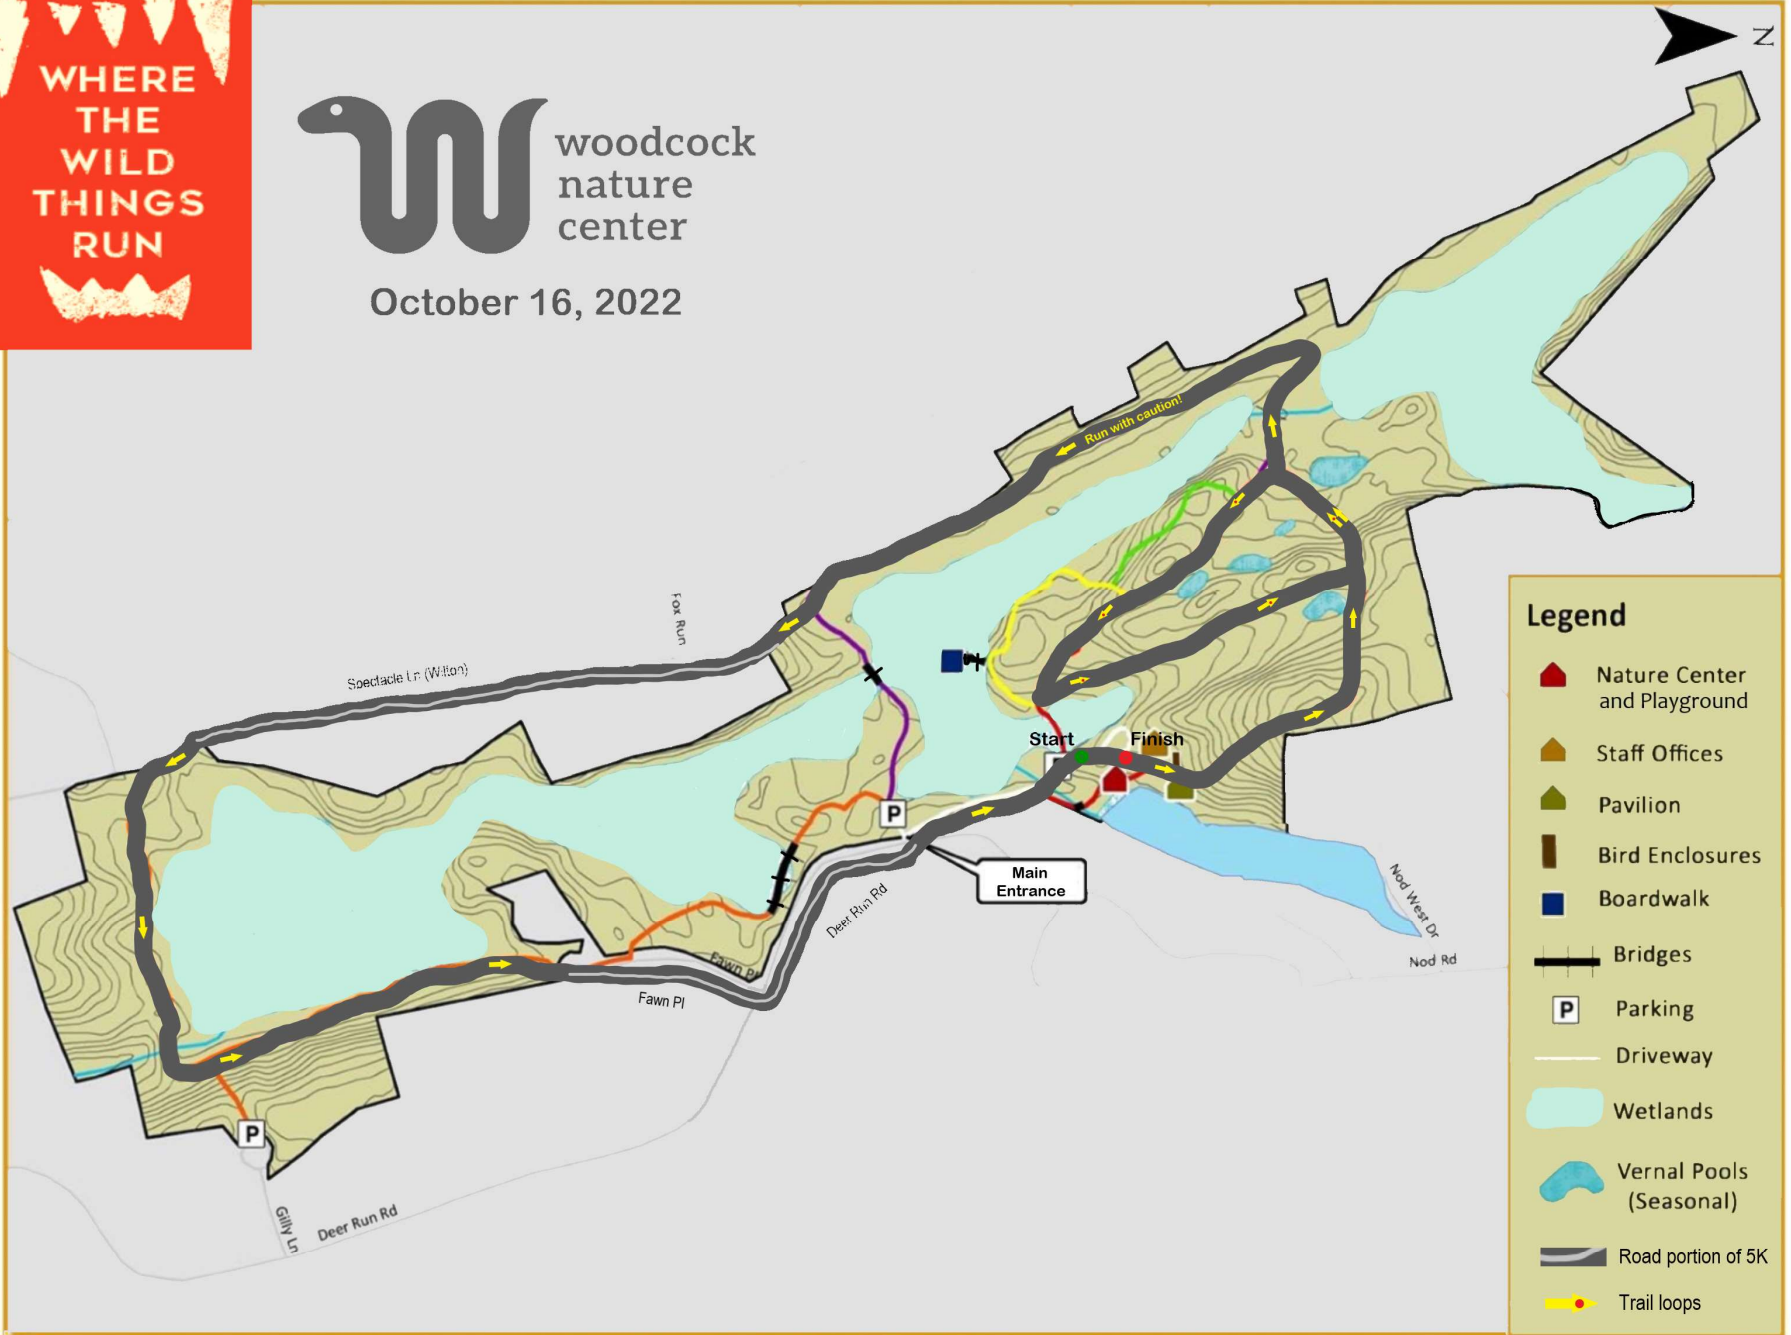 WHERE
THE
WILD
THINGS
RUN
woodcock
nature
center
October 16, 2022
N
Run with caution!
Fox Run
Spectacle Ln (Wilton)
Start
Finish
P
Main
Entrance
Deer Run Rd
Nod West Dr
Nod Rd
Fawn Pl
Fawn Pl
P
Gilly Ln
Deer Run Rd
Legend
Nature Center
and Playground
Staff Offices
Pavilion
Bird Enclosures
Boardwalk
Bridges
P
Parking
Driveway
Wetlands
Vernal Pools
(Seasonal)
Road portion of 5K
Trail loops